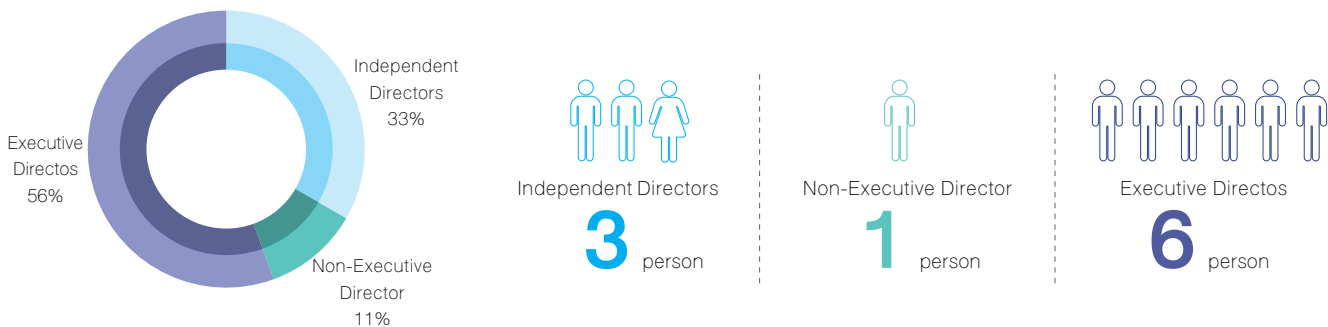 Independent
Directors
33%
Executive
Directos
56%
Non-Executive
Director
11%
Independent Directors
3 person
Non-Executive Director
1 person
Executive Directos
6 person